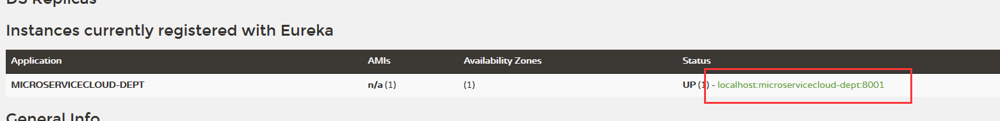 DS Replicas
Instances currently registered with Eureka
Application AMIs Availability Zones Status
MICROSERVICECLOUD-DEPT n/a (1) (1) UP (1) - localhost:microservicecloud-dept:8001
General Info